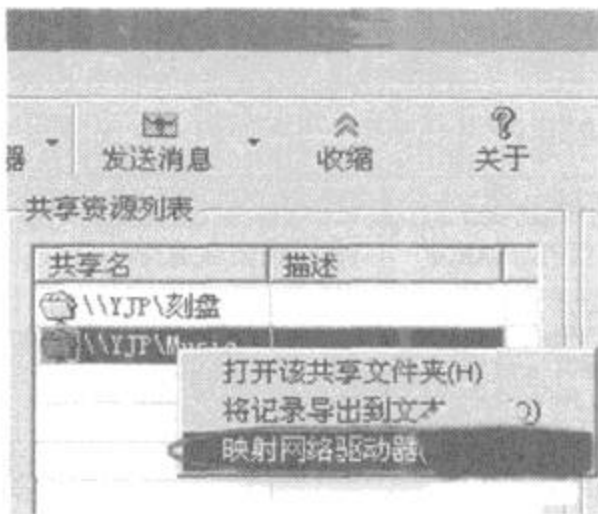 器 发送消息 收缩 关于
共享资源列表
共享名 描述
\\YJP\刻盘
\\YJP\Music
打开该共享文件夹(H)
将记录导出到文本
映射网络驱动器(